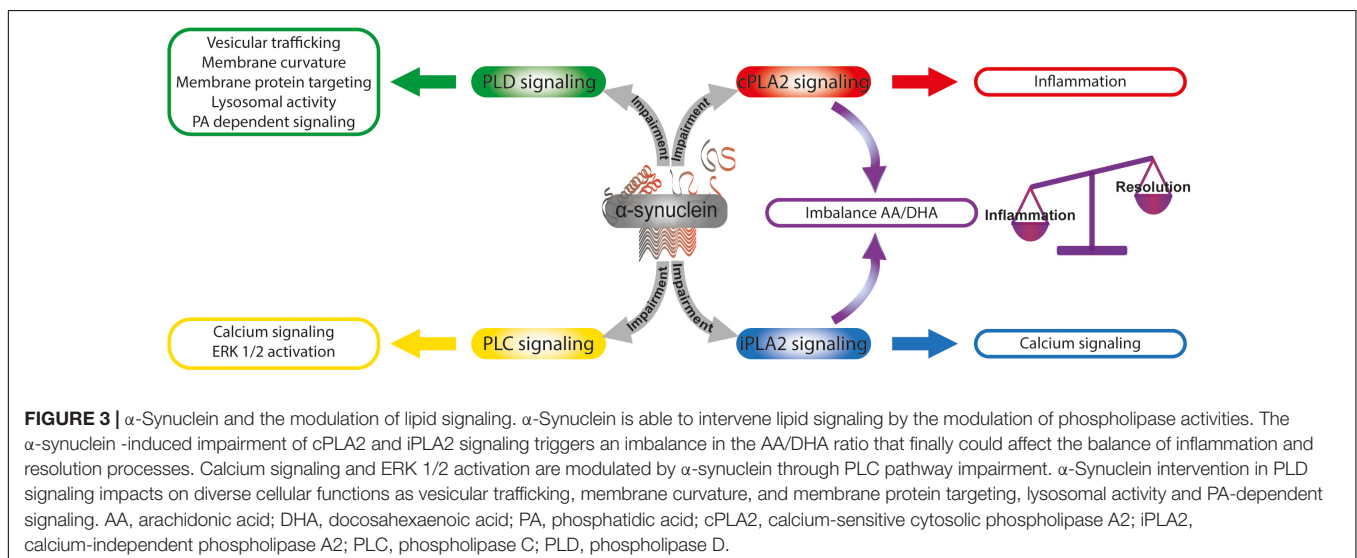 Vesicular trafficking
Membrane curvature
Membrane protein targeting
Lysosomal activity
PA dependent signaling
PLD signaling
Impairment
Impairment
cPLA2 signaling
Inflammation
α-synuclein
Imbalance AA/DHA
Inflammation
Resolution
Calcium signaling
ERK 1/2 activation
PLC signaling
Impairment
Impairment
iPLA2 signaling
Calcium signaling
FIGURE 3 | α-Synuclein and the modulation of lipid signaling. α-Synuclein is able to intervene lipid signaling by the modulation of phospholipase activities. The
α-synuclein -induced impairment of cPLA2 and iPLA2 signaling triggers an imbalance in the AA/DHA ratio that finally could affect the balance of inflammation and
resolution processes. Calcium signaling and ERK 1/2 activation are modulated by α-synuclein through PLC pathway impairment. α-Synuclein intervention in PLD
signaling impacts on diverse cellular functions as vesicular trafficking, membrane curvature, and membrane protein targeting, lysosomal activity and PA-dependent
signaling. AA, arachidonic acid; DHA, docosahexaenoic acid; PA, phosphatidic acid; cPLA2, calcium-sensitive cytosolic phospholipase A2; iPLA2,
calcium-independent phospholipase A2; PLC, phospholipase C; PLD, phospholipase D.